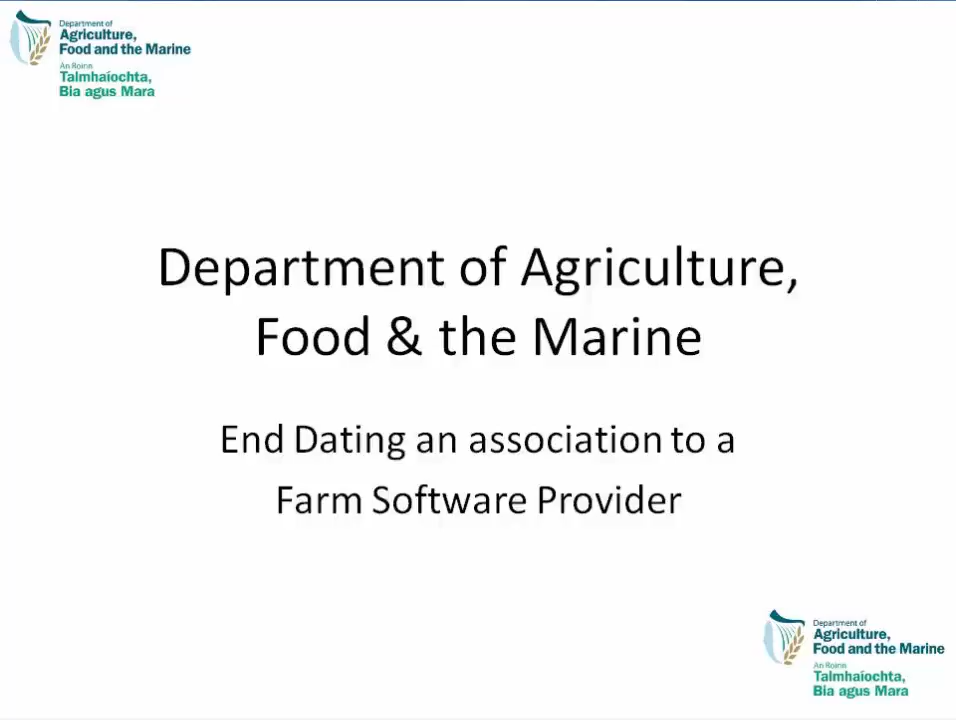 Department of
Agriculture,
Food and the Marine
An Roinn
Talmhaíochta,
Bia agus Mara
Department of Agriculture,
Food & the Marine
End Dating an association to a
Farm Software Provider
Department of
Agriculture,
Food and the Marine
An Roinn
Talmhaíochta,
Bia agus Mara